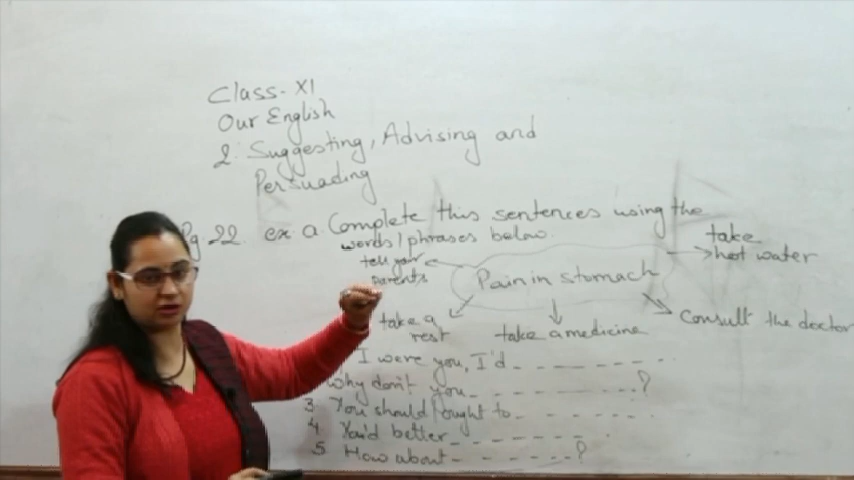 Class-XI
Our English
2. Suggesting, Advising and
Persuading
Pg.22. ex a Complete this sentences using the
words/phrases below.
tell your
parents
Pain in stomach
take
hot water
take a
rest
take a medicine
Consult the doctor
I were you, I'd - - - - - - - .
Why don't you - - - - - - - - - ?
3. You should/ought to - - - - - - -
4 You'd better - - - - - - - .
5 How about - - - - - - ?